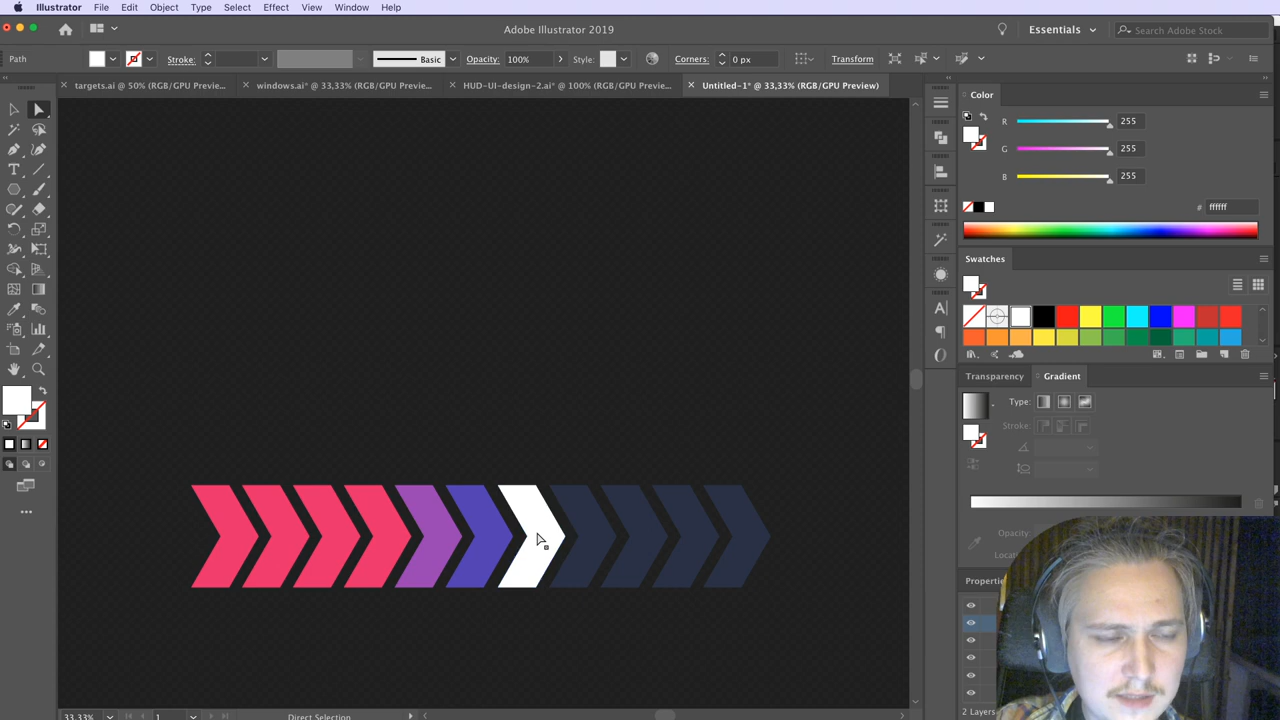 Illustrator File Edit Object Type Select Effect View Window Help
Adobe Illustrator 2019
Essentials
Search Adobe Stock
Path
Stroke:
Basic
Opacity: 100%
Style:
Corners: 0 px
Transform
targets.ai @ 50% (RGB/GPU Previe...
windows.ai* @ 33,33% (RGB/GPU Previe...
HUD-UI-design-2.ai* @ 100% (RGB/GPU Previe...
Untitled-1* @ 33,33% (RGB/GPU Preview)
Color
R 255
G 255
B 255
# ffffff
Swatches
Transparency Gradient
Type:
Stroke:
Opacity:
Locat
Properti
2 Layers
33,33% 1 Direct Selection